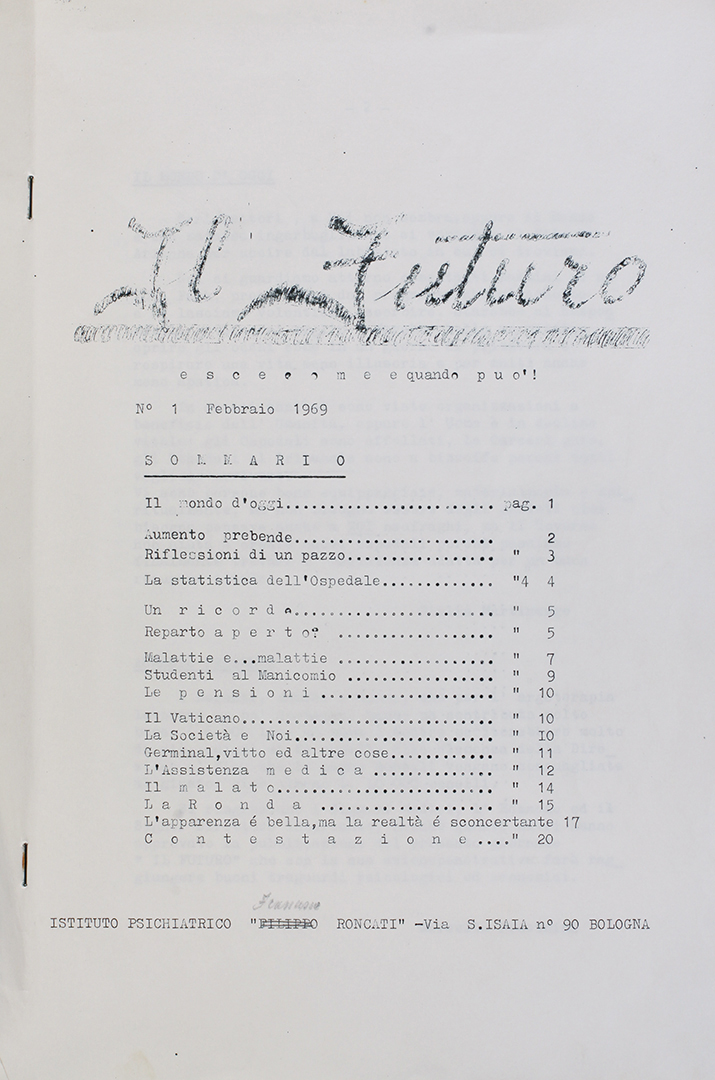 Il Futuro
e s c e c o m e e quando p u o'!
N° 1 Febbraio 1969
S O M M A R I O
Il mondo d'oggi........................ pag. 1
Aumento prebende....................... 2
Riflessioni di un pazzo................. " 3
La statistica dell'Ospedale............. "4 4
Un r i c o r d o....................... " 5
Reparto a p e r t o? .................. " 5
Malattie e...malattie .................. " 7
Studenti al Manicomio ................. " 9
Le p e n s i o n i .................... " 10
Il Vaticano............................. " 10
La Società e Noi....................... " IO
Germinal,vitto ed altre cose............ " 11
L'Assistenza m e d i c a .............. " 12
Il m a l a t o......................... " 14
L a R o n d a .................... " 15
L'apparenza é bella,ma la realtà é sconcertante 17
C o n t e s t a z i o n e ...." 20
Francesco
ISTITUTO PSICHIATRICO "FILIPPO RONCATI" -Via S.ISAIA n° 90 BOLOGNA